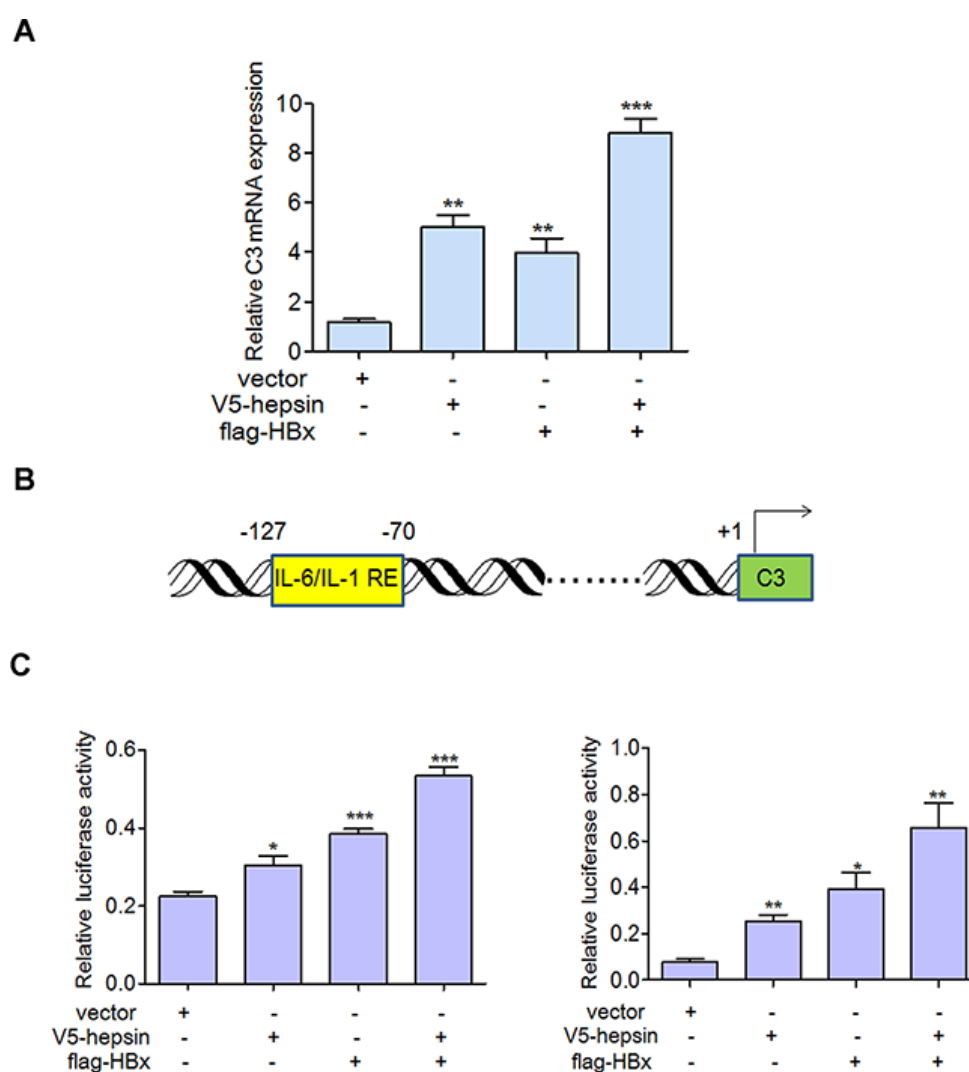 A
Relative C3 mRNA expression
10
8
6
4
2
0
**
**
***
vector + - - -
V5-hepsin - + - +
flag-HBx - - + +
B
-127 -70 +1
IL-6/IL-1 RE C3
C
Relative luciferase activity
0.6
0.4
0.2
0.0
*
***
***
vector + - - -
V5-hepsin - + - +
flag-HBx - - + +
Relative luciferase activity
1.0
0.8
0.6
0.4
0.2
0.0
**
*
**
vector + - - -
V5-hepsin - + - +
flag-HBx - - + +